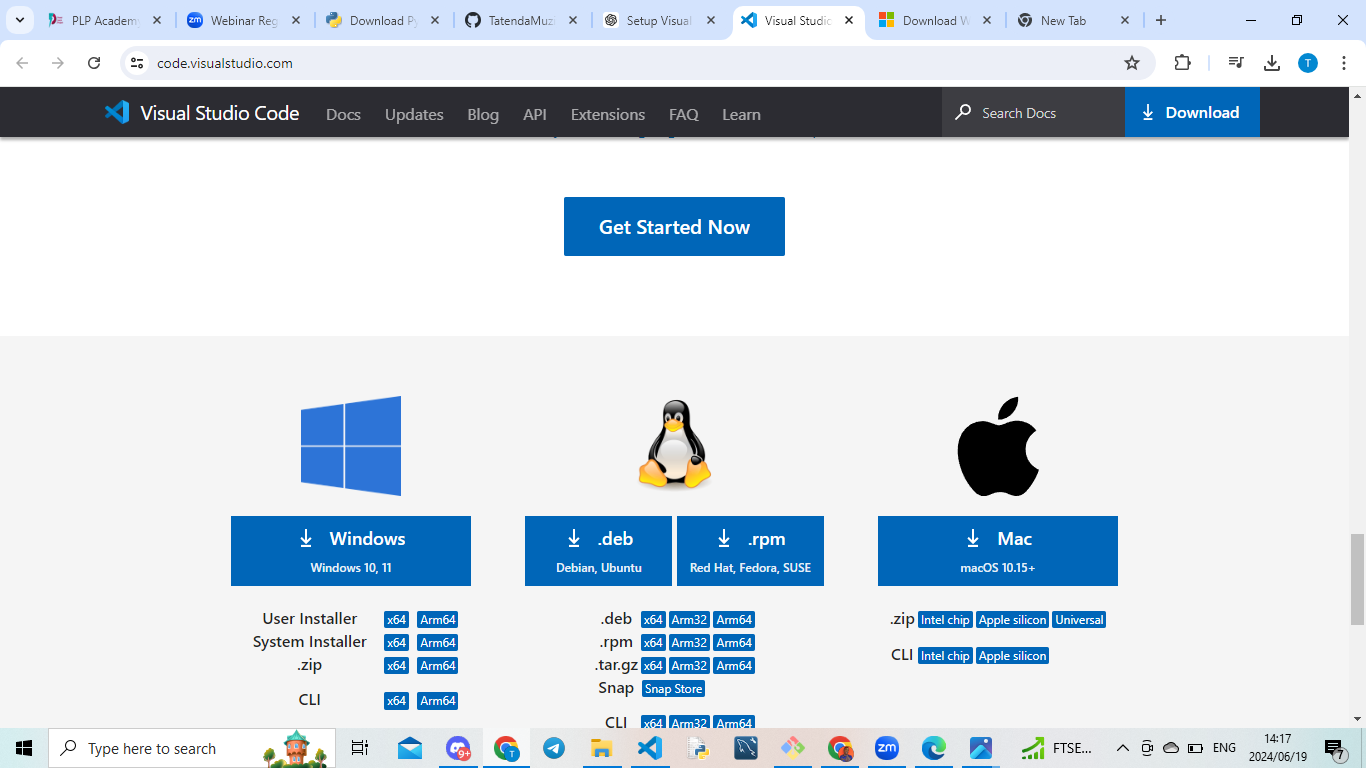 PLP Academy
Webinar Reg
Download Py
TatendaMuzi
Setup Visual
Visual Studio
Download W
New Tab
code.visualstudio.com
T
Visual Studio Code
Docs
Updates
Blog
API
Extensions
FAQ
Learn
Search Docs
Download
Get Started Now
Windows
Windows 10, 11
.deb
Debian, Ubuntu
.rpm
Red Hat, Fedora, SUSE
Mac
macOS 10.15+
User Installer x64 Arm64
System Installer x64 Arm64
.zip x64 Arm64
CLI x64 Arm64
.deb x64 Arm32 Arm64
.rpm x64 Arm32 Arm64
.tar.gz x64 Arm32 Arm64
Snap Snap Store
CLI x64 Arm32 Arm64
.zip Intel chip Apple silicon Universal
CLI Intel chip Apple silicon
Type here to search
9+
T
zm
FTSE...
ENG
14:17
2024/06/19
7